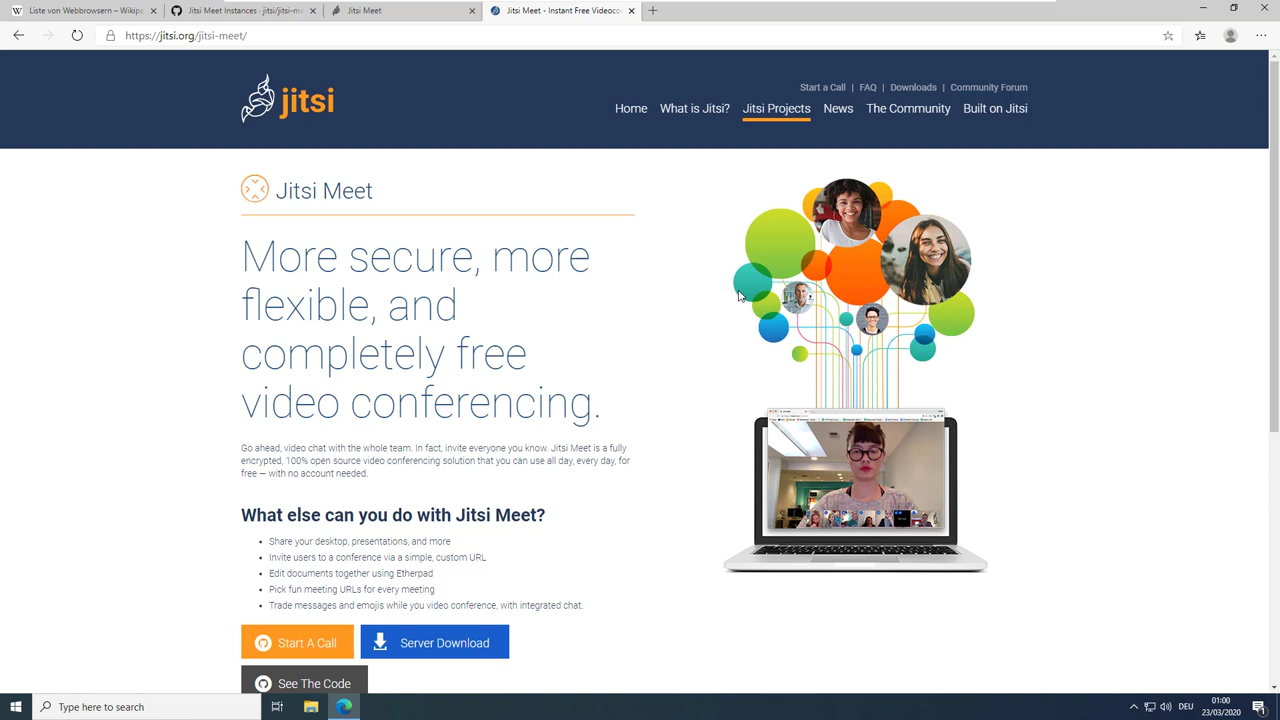 Liste von Webbrowsern – Wikipe
Jitsi Meet Instances · jitsi/jitsi-me
Jitsi Meet
Jitsi Meet - Instant Free Videoco
https://jitsi.org/jitsi-meet/
jitsi
Start a Call | FAQ | Downloads | Community Forum
Home What is Jitsi? Jitsi Projects News The Community Built on Jitsi
Jitsi Meet
More secure, more
flexible, and
completely free
video conferencing.
Go ahead, video chat with the whole team. In fact, invite everyone you know. Jitsi Meet is a fully
encrypted, 100% open source video conferencing solution that you can use all day, every day, for
free — with no account needed.
What else can you do with Jitsi Meet?
• Share your desktop, presentations, and more
• Invite users to a conference via a simple, custom URL
• Edit documents together using Etherpad
• Pick fun meeting URLs for every meeting
• Trade messages and emojis while you video conference, with integrated chat.
Start A Call
Server Download
See The Code
Type here to search
DEU
01:00
23/03/2020
1